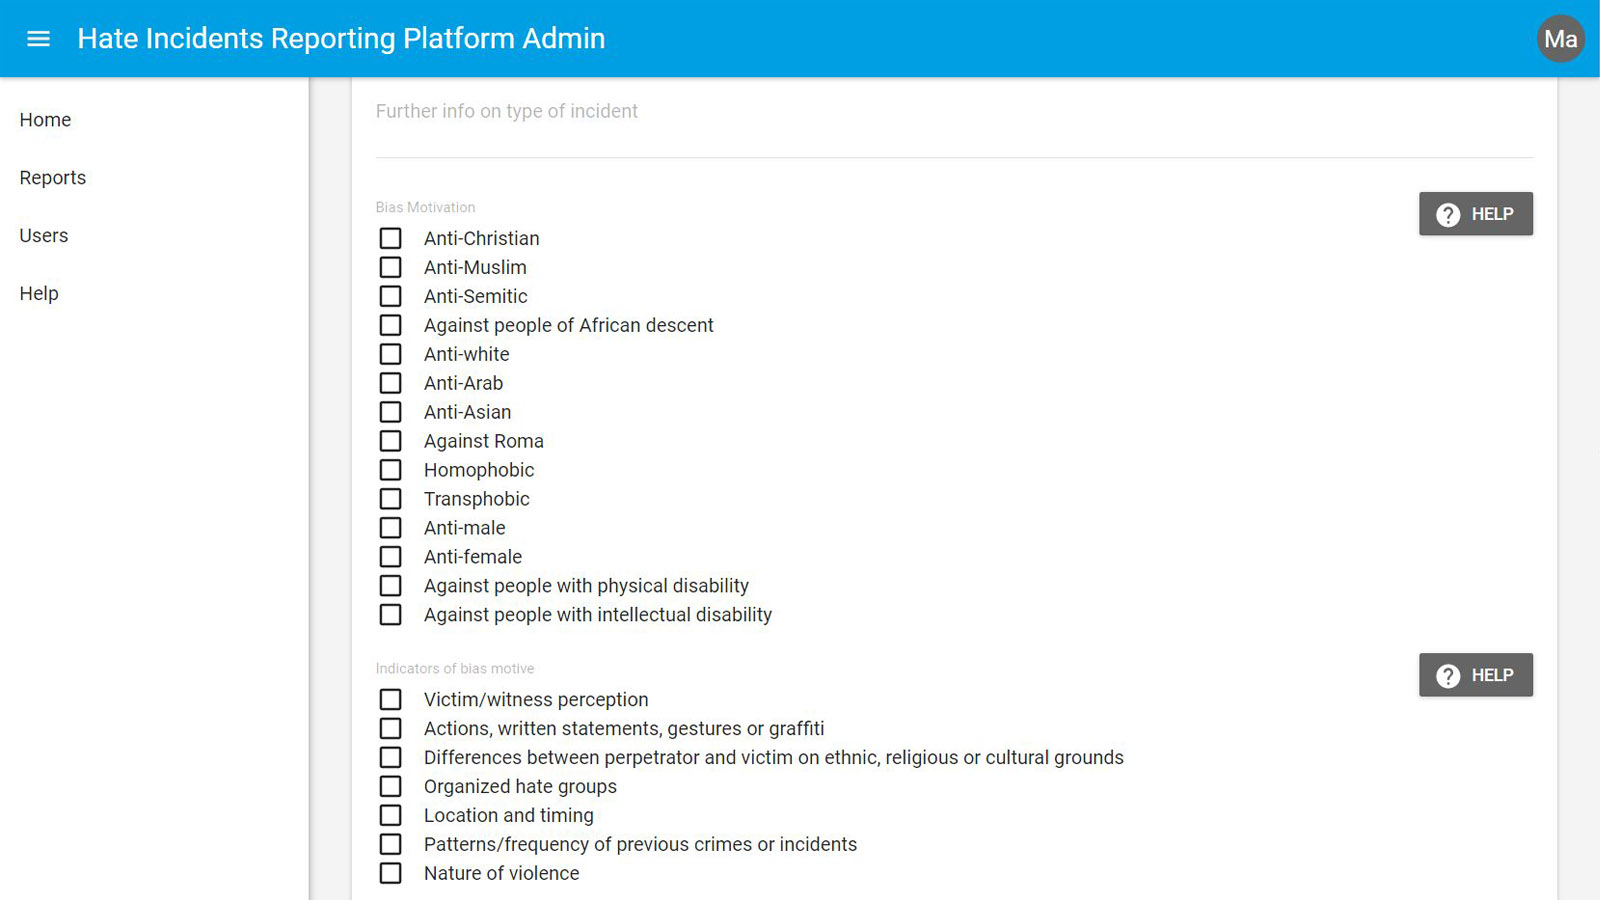 Hate Incidents Reporting Platform Admin
Ma
Home
Reports
Users
Help
Further info on type of incident
Bias Motivation
HELP
Anti-Christian
Anti-Muslim
Anti-Semitic
Against people of African descent
Anti-white
Anti-Arab
Anti-Asian
Against Roma
Homophobic
Transphobic
Anti-male
Anti-female
Against people with physical disability
Against people with intellectual disability
Indicators of bias motive
HELP
Victim/witness perception
Actions, written statements, gestures or graffiti
Differences between perpetrator and victim on ethnic, religious or cultural grounds
Organized hate groups
Location and timing
Patterns/frequency of previous crimes or incidents
Nature of violence